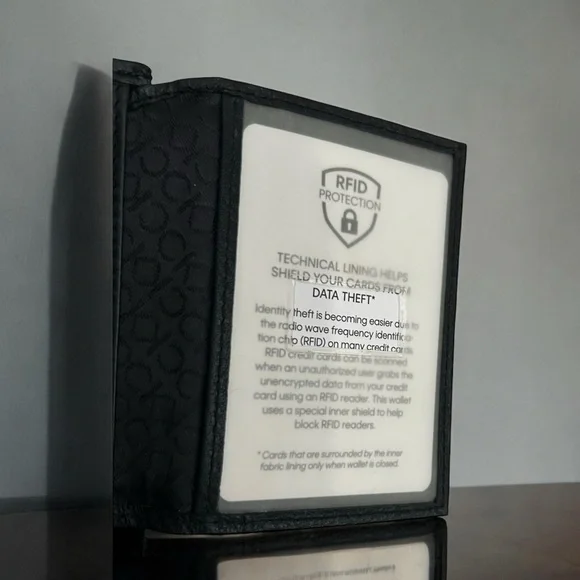 RFID
PROTECTION
TECHNICAL LINING HELPS
SHIELD YOUR CARDS FROM
DATA THEFT*
Identity theft is becoming easier due to
the radio wave frequency identifica-
tion chip (RFID) on many credit cards.
RFID credit cards can be scanned
when an unauthorized user grabs the
unencrypted data from your credit
card using an RFID reader. This wallet
uses a special inner shield to help
block RFID readers.
* Cards that are surrounded by the inner
fabric lining only when wallet is closed.